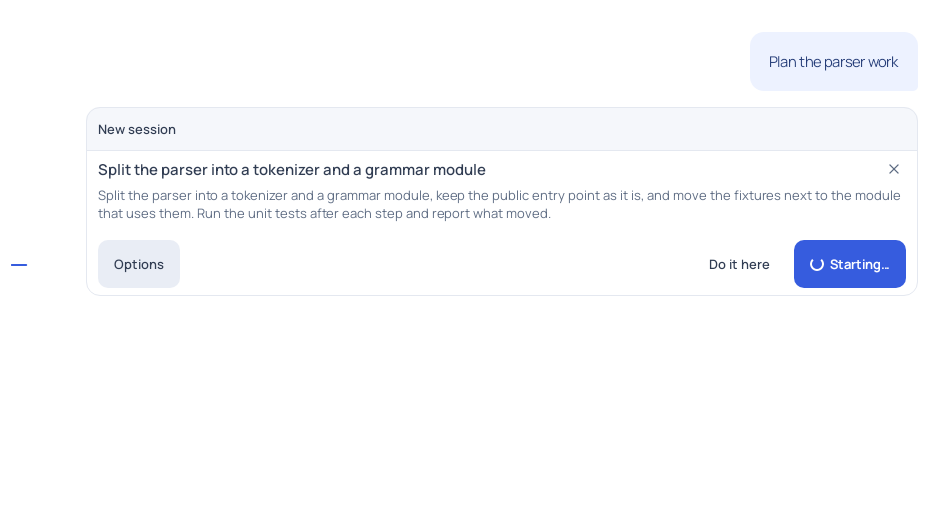 Plan the parser work
New session
Split the parser into a tokenizer and a grammar module
Split the parser into a tokenizer and a grammar module, keep the public entry point as it is, and move the fixtures next to the module
that uses them. Run the unit tests after each step and report what moved.
Options
Do it here
Starting…